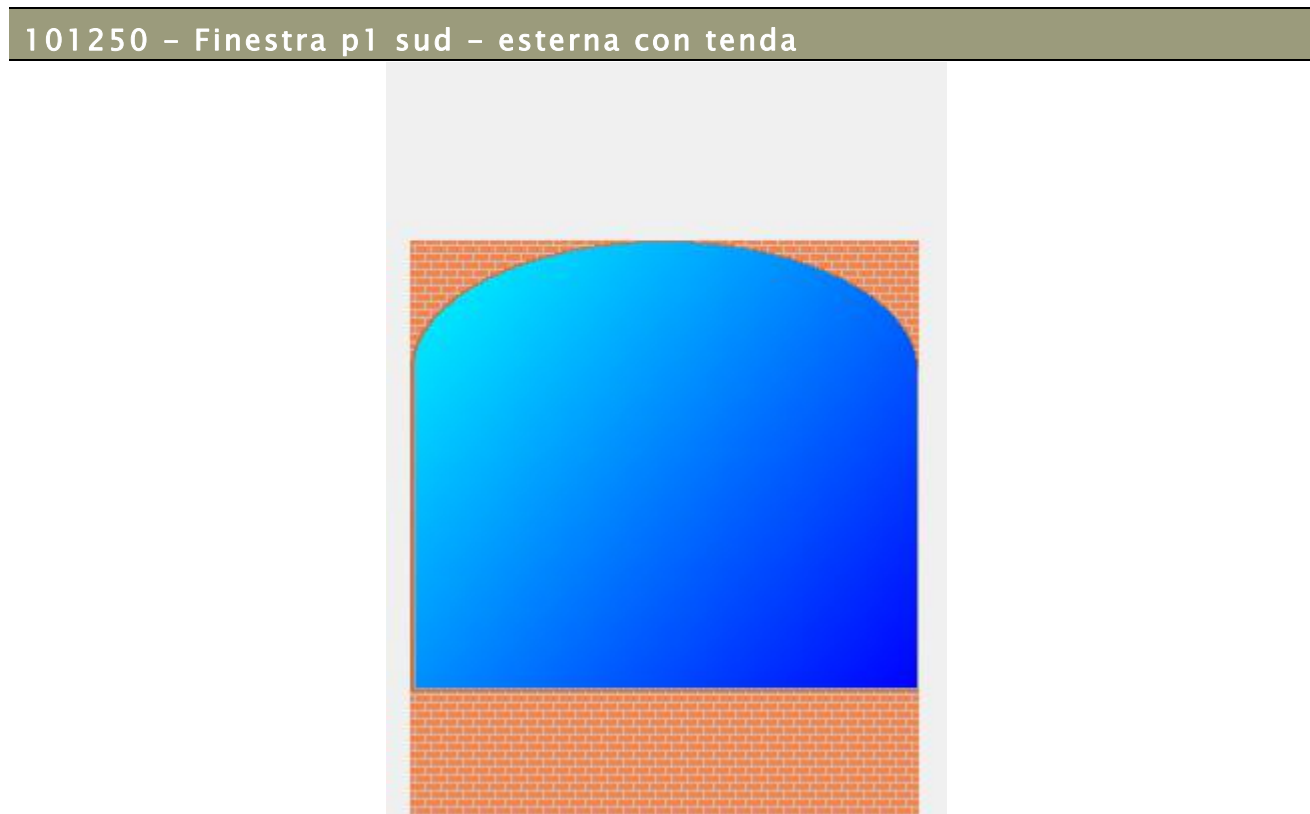 101250 – Finestra p1 sud – esterna con tenda